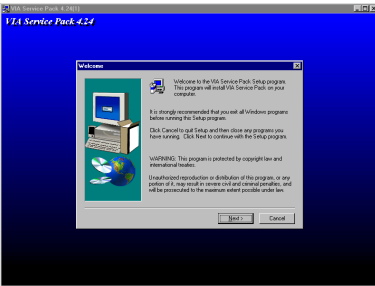 VIA Service Pack 4.24(1)
VIA Service Pack 4.24
Welcome
Welcome to the VIA Service Pack Setup program.
This program will install VIA Service Pack on your
computer.
It is strongly recommended that you exit all Windows programs
before running this Setup program.
Click Cancel to quit Setup and then close any programs you
have running. Click Next to continue with the Setup program.
WARNING: This program is protected by copyright law and
international treaties.
Unauthorized reproduction or distribution of this program, or any
portion of it, may result in severe civil and criminal penalties, and
will be prosecuted to the maximum extent possible under law.
Next >
Cancel